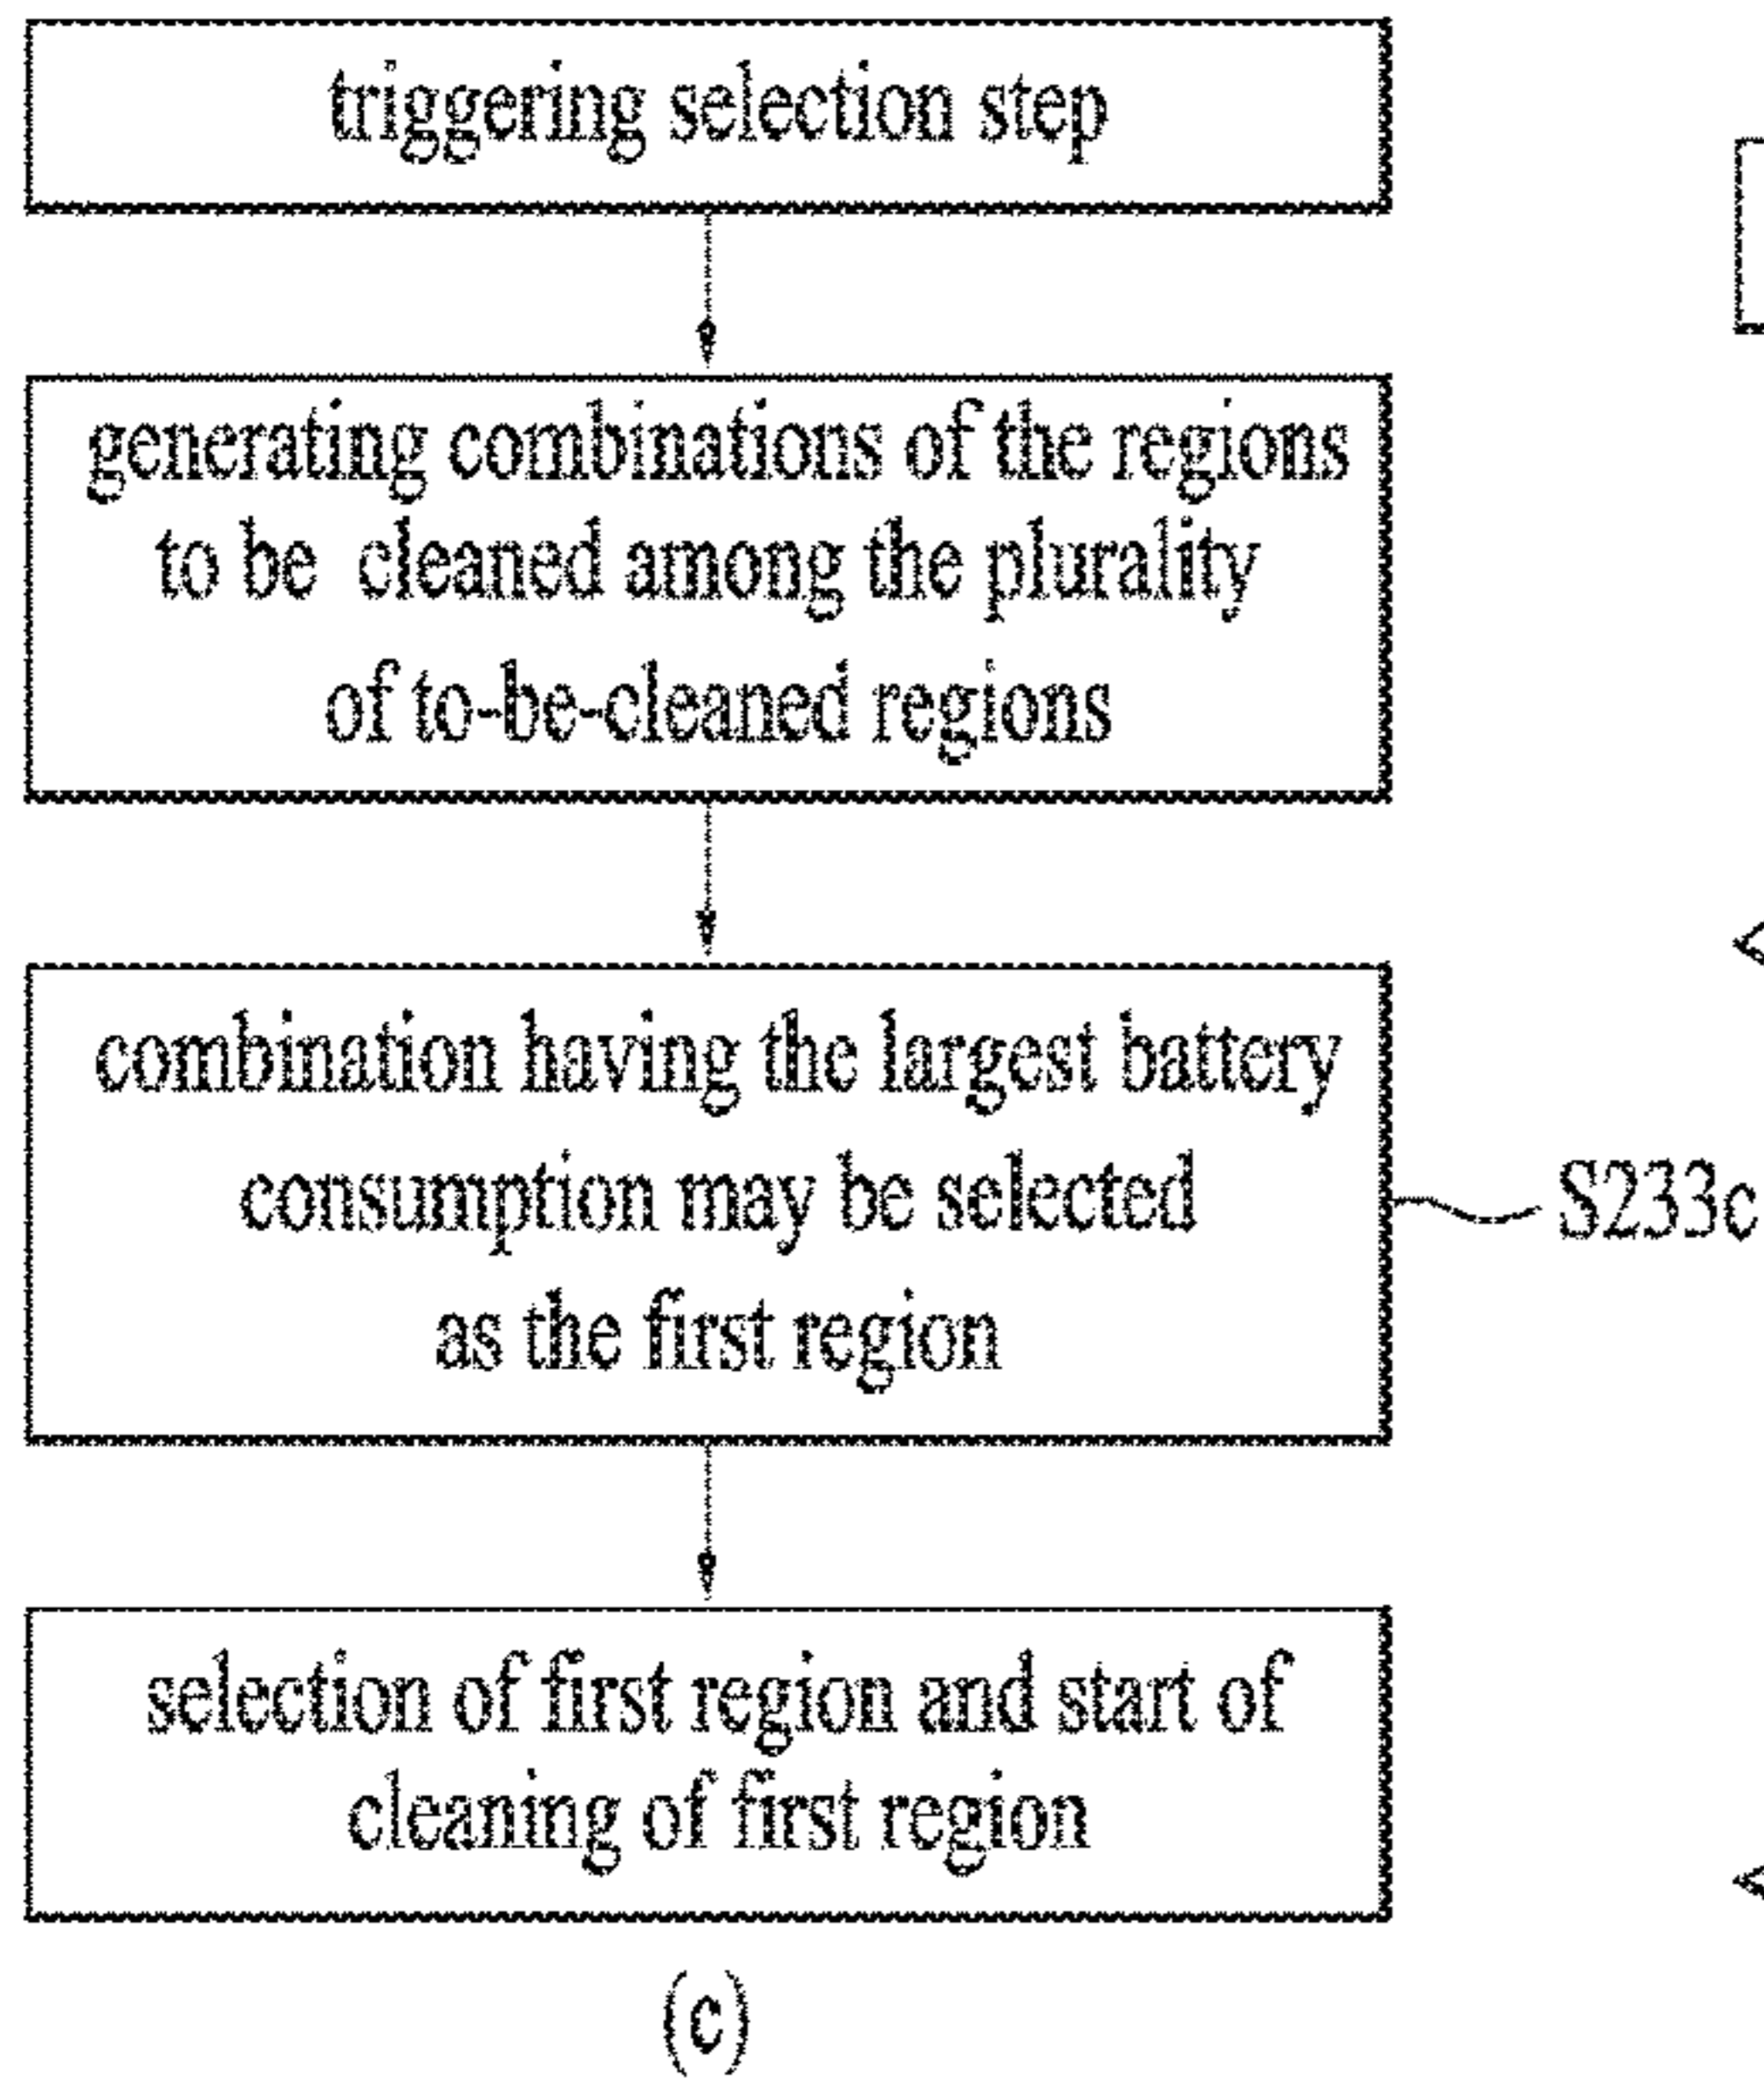 triggering selection step
generating combinations of the regions
to be cleaned among the plurality
of to-be-cleaned regions
combination having the largest battery
consumption may be selected
as the first region
S233c
selection of first region and start of
cleaning of first region
(c)